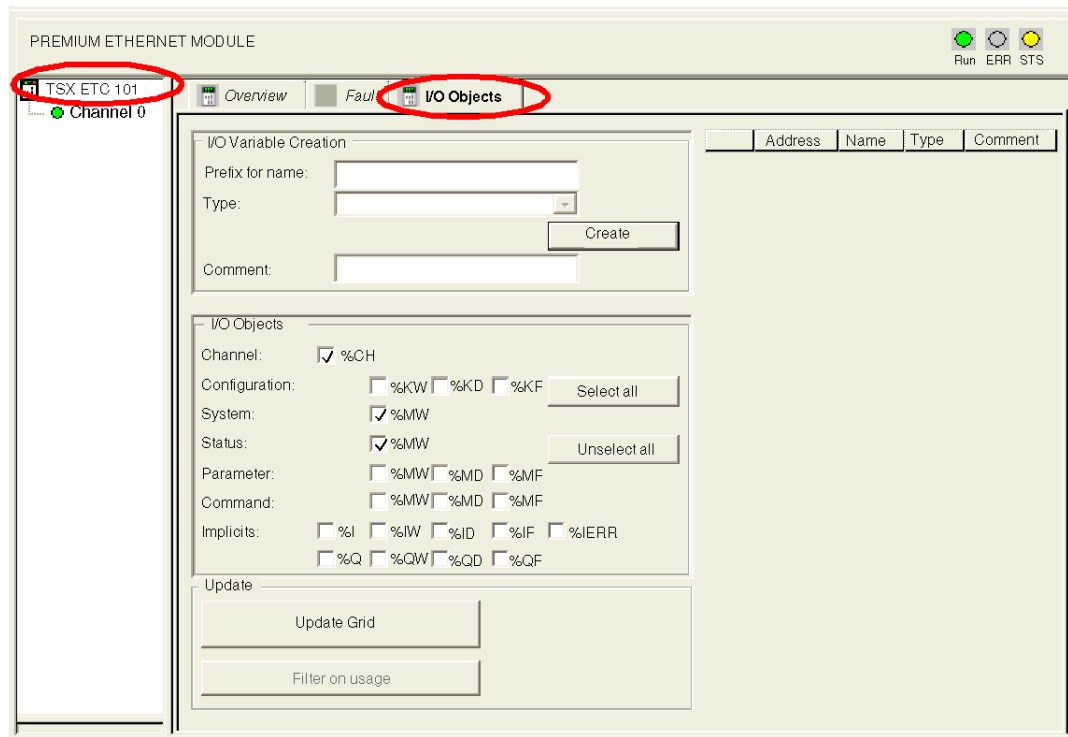 PREMIUM ETHERNET MODULE
Run ERR STS
TSX ETC 101
Channel 0
Overview
Fault
I/O Objects
I/O Variable Creation
Prefix for name:
Type:
Create
Comment:
Address Name Type Comment
I/O Objects
Channel: %CH
Configuration: %KW %KD %KF Select all
System: %MW
Status: %MW Unselect all
Parameter: %MW %MD %MF
Command: %MW %MD %MF
Implicits: %I %IW %ID %IF %IERR
%Q %QW %QD %QF
Update
Update Grid
Filter on usage